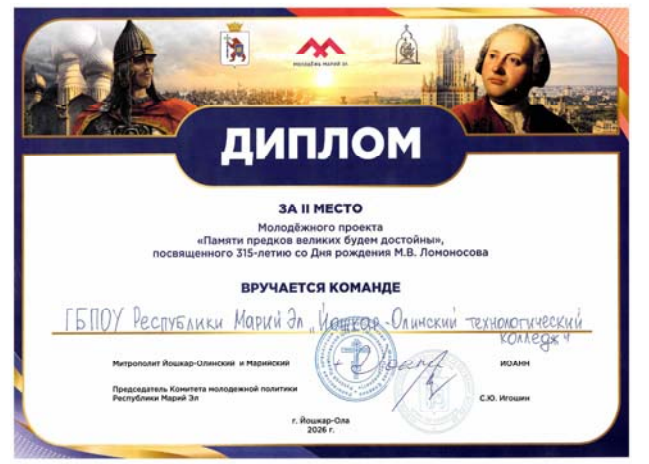 МОЛОДЁЖЬ МАРИЙ ЭЛ
ДИПЛОМ
ЗА II МЕСТО
Молодёжного проекта
«Памяти предков великих будем достойны»,
посвященного 315-летию со Дня рождения М.В. Ломоносова
ВРУЧАЕТСЯ КОМАНДЕ
ГБПОУ Республики Марий Эл „Йошкар-Олинский технологический
колледж"
Митрополит Йошкар-Олинский и Марийский
ИОАНН
Председатель Комитета молодежной политики
Республики Марий Эл
С.Ю. Игошин
г. Йошкар-Ола
2026 г.